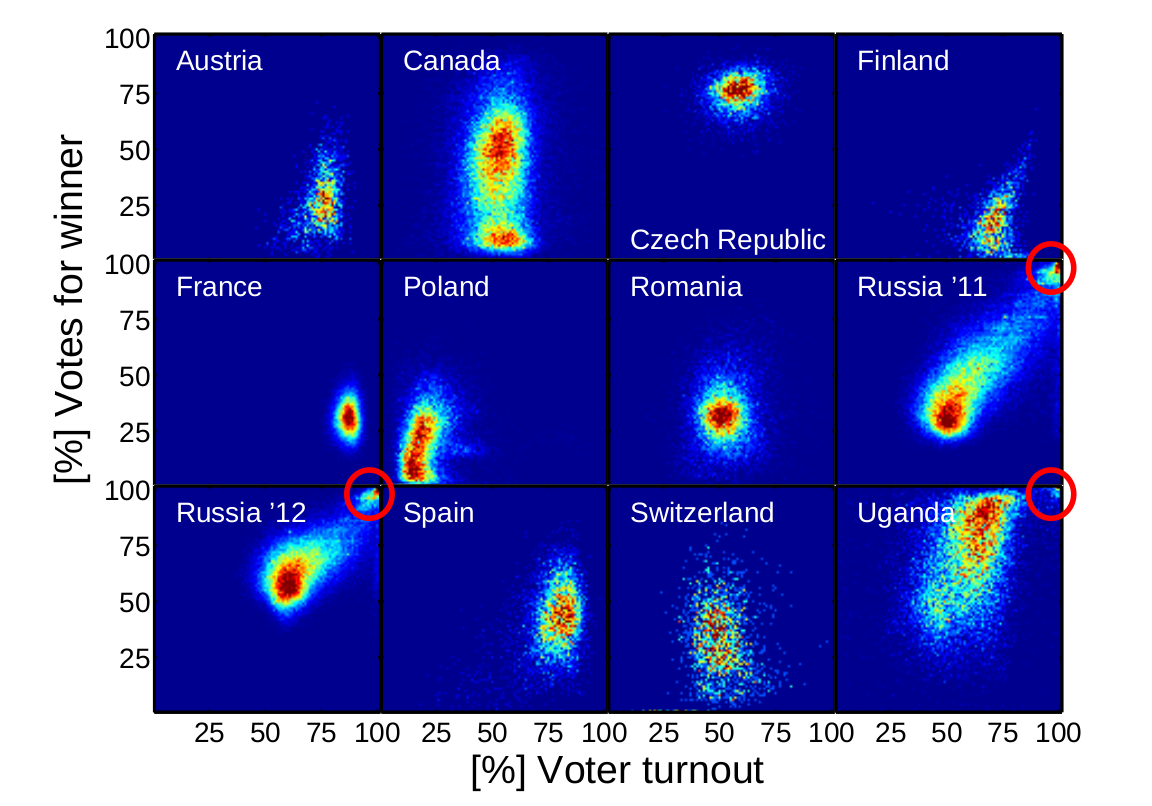 [%] Votes for winner
100
75
50
25
100
75
50
25
100
75
50
25
Austria
Canada
Czech Republic
Finland
France
Poland
Romania
Russia ’11
Russia ’12
Spain
Switzerland
Uganda
25 50 75 100 25 50 75 100 25 50 75 100 25 50 75 100
[%] Voter turnout